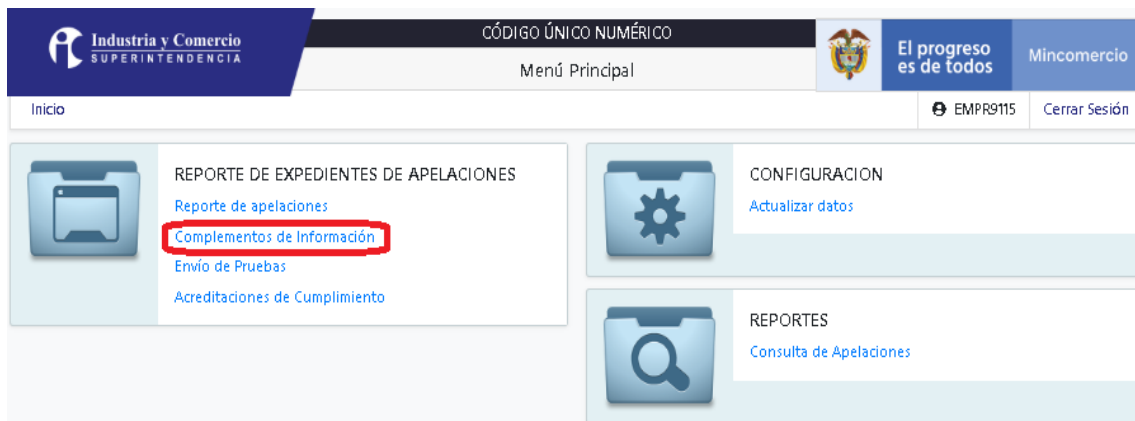 Industria y Comercio
SUPERINTENDENCIA
CÓDIGO ÚNICO NUMÉRICO
Menú Principal
El progreso
es de todos
Mincomercio
Inicio
EMPR9115
Cerrar Sesión
REPORTE DE EXPEDIENTES DE APELACIONES
Reporte de apelaciones
Complementos de Información
Envío de Pruebas
Acreditaciones de Cumplimiento
CONFIGURACION
Actualizar datos
REPORTES
Consulta de Apelaciones